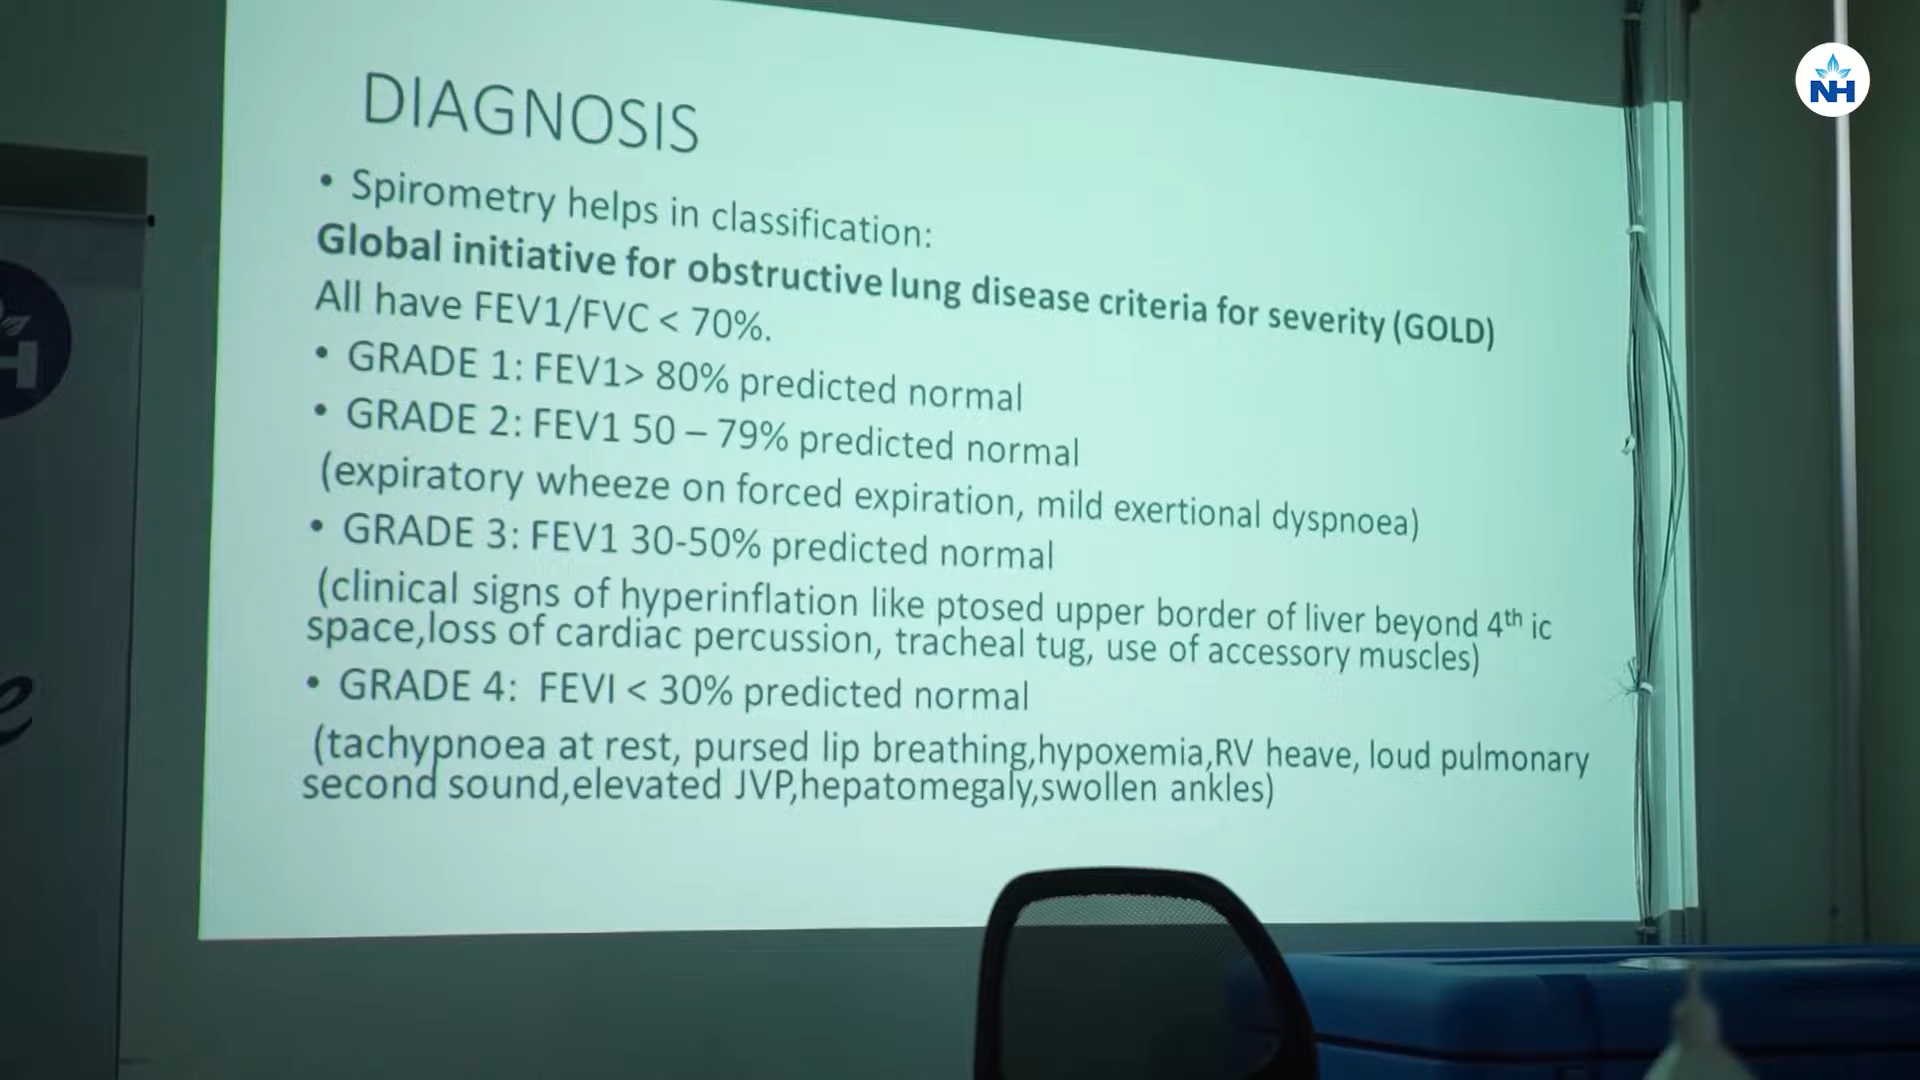 NH
DIAGNOSIS
• Spirometry helps in classification:
Global initiative for obstructive lung disease criteria for severity (GOLD)
All have FEV1/FVC < 70%.
• GRADE 1: FEV1> 80% predicted normal
• GRADE 2: FEV1 50 – 79% predicted normal
(expiratory wheeze on forced expiration, mild exertional dyspnoea)
• GRADE 3: FEV1 30-50% predicted normal
(clinical signs of hyperinflation like ptosed upper border of liver beyond 4th ic
space,loss of cardiac percussion, tracheal tug, use of accessory muscles)
• GRADE 4: FEVI < 30% predicted normal
(tachypnoea at rest, pursed lip breathing,hypoxemia,RV heave, loud pulmonary
second sound,elevated JVP,hepatomegaly,swollen ankles)